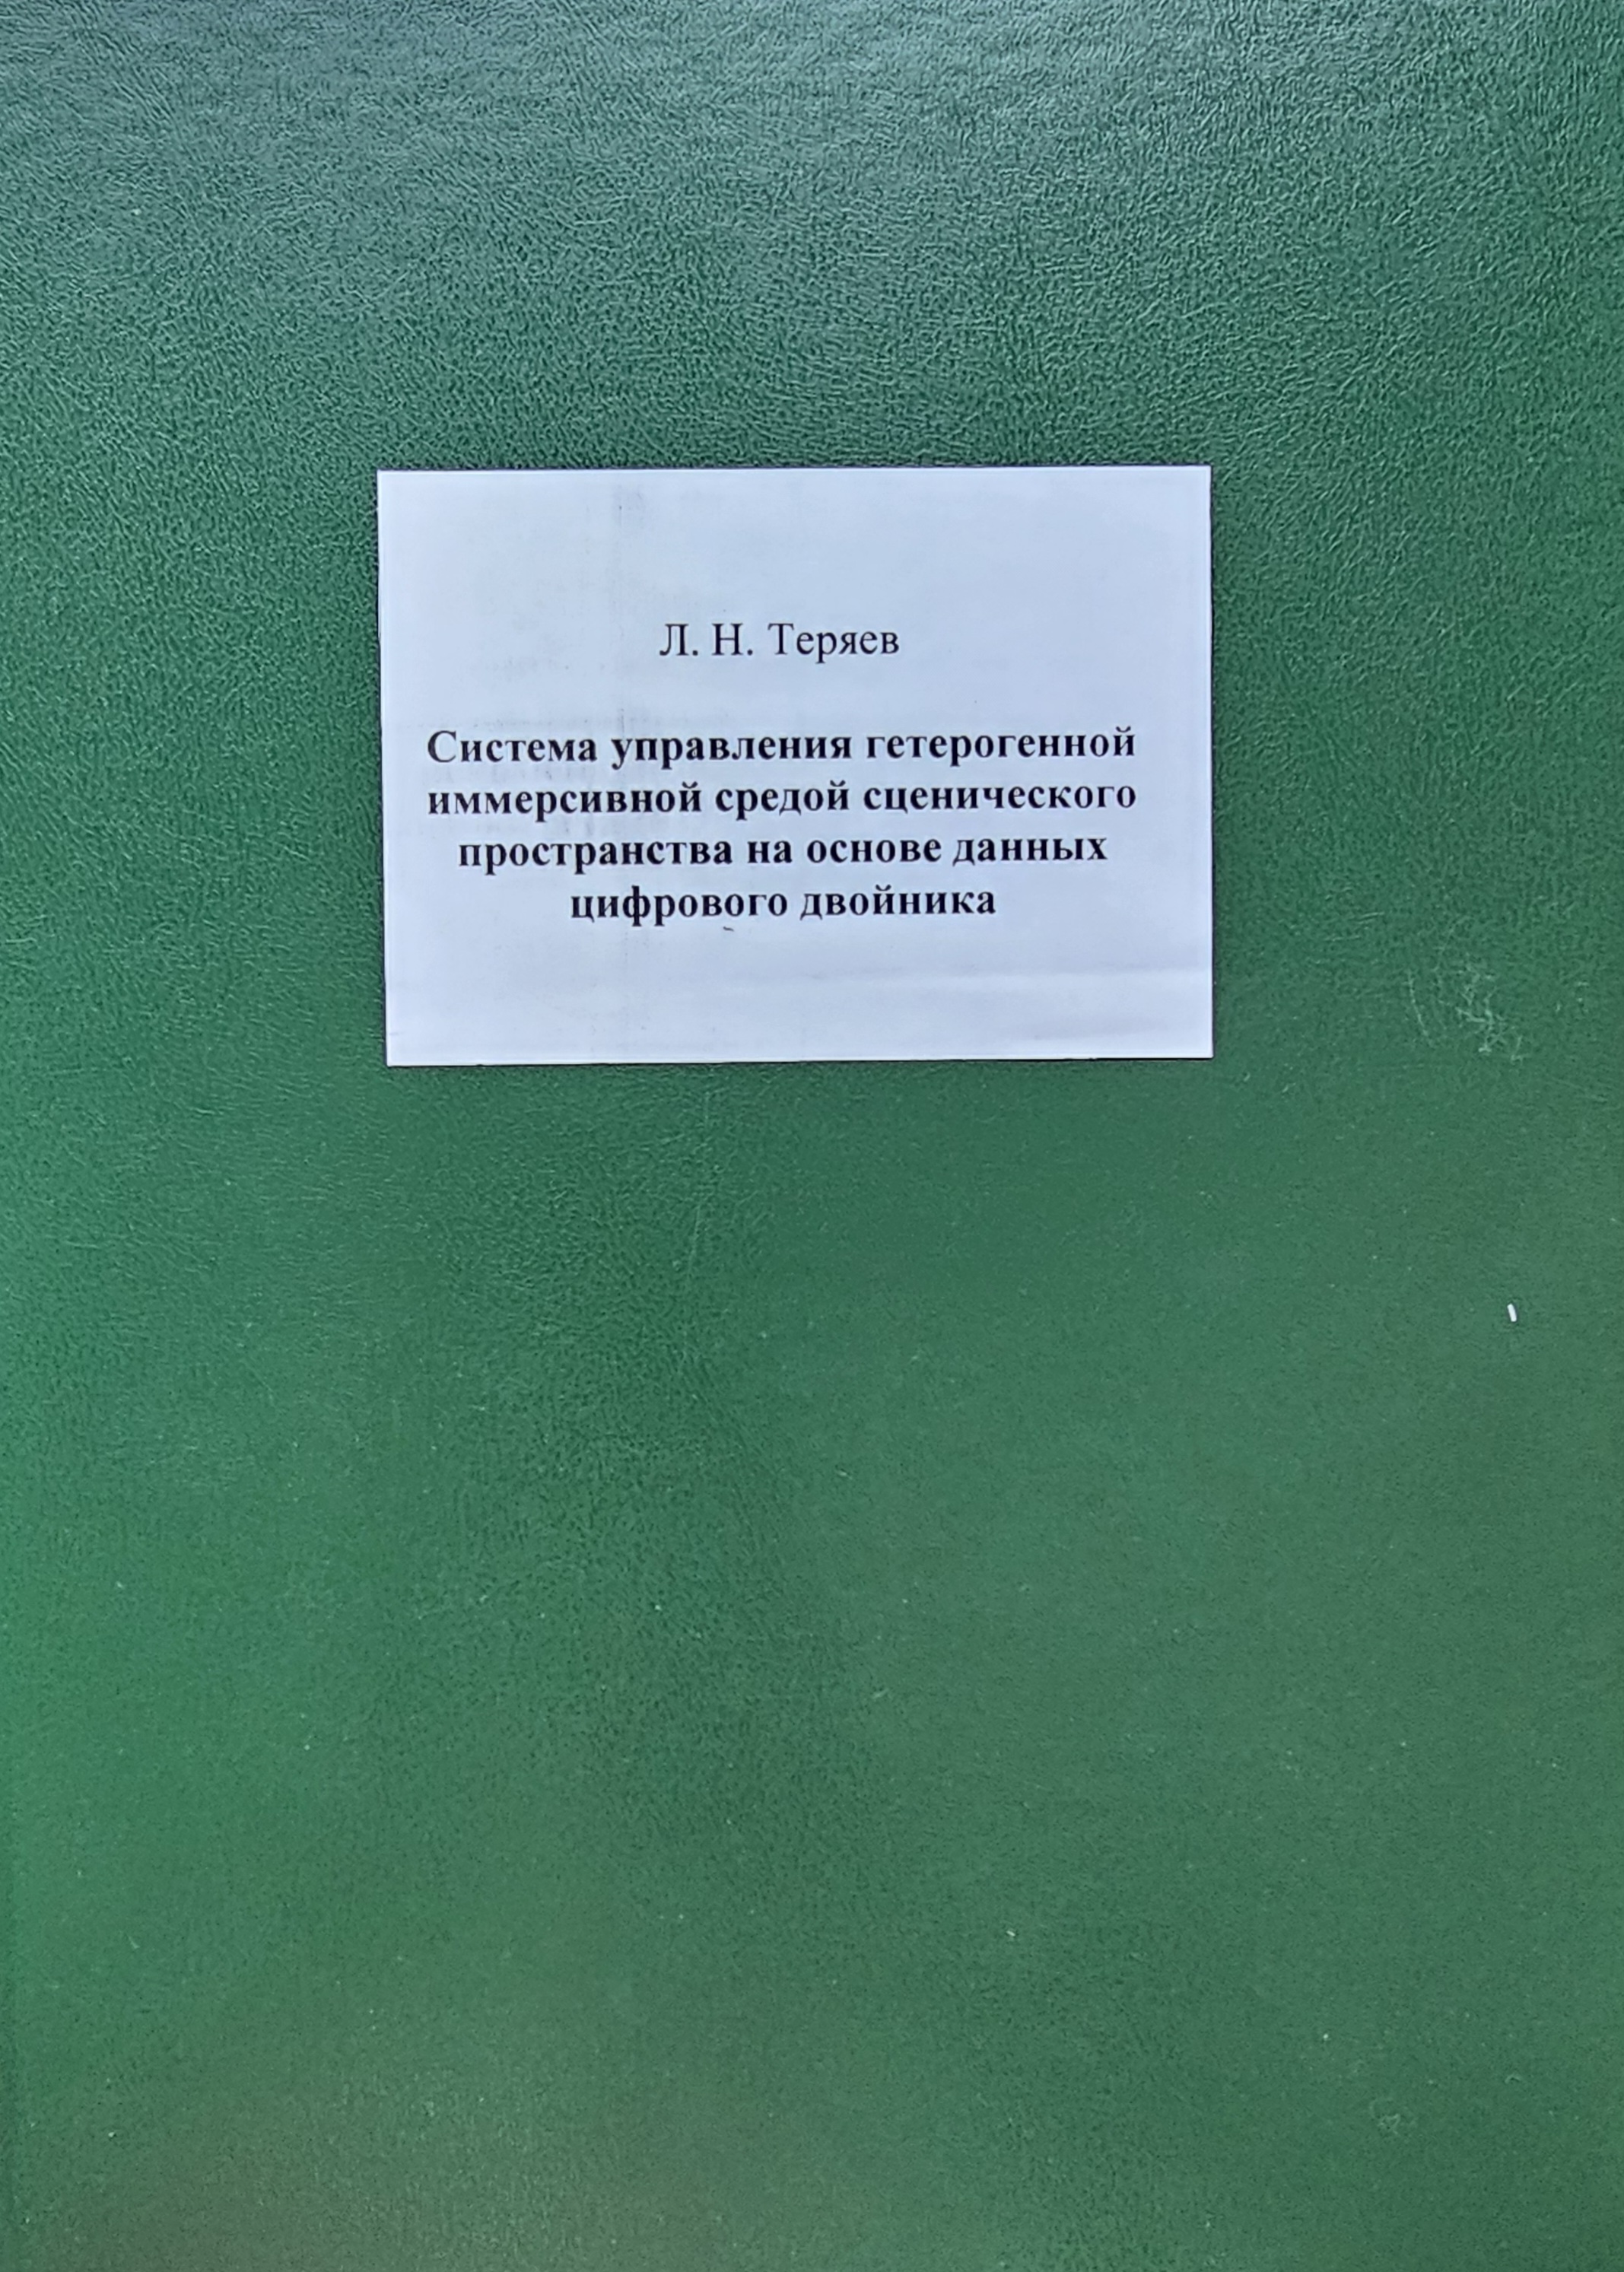 Л. Н. Теряев
Система управления гетерогенной
иммерсивной средой сценического
пространства на основе данных
цифрового двойника